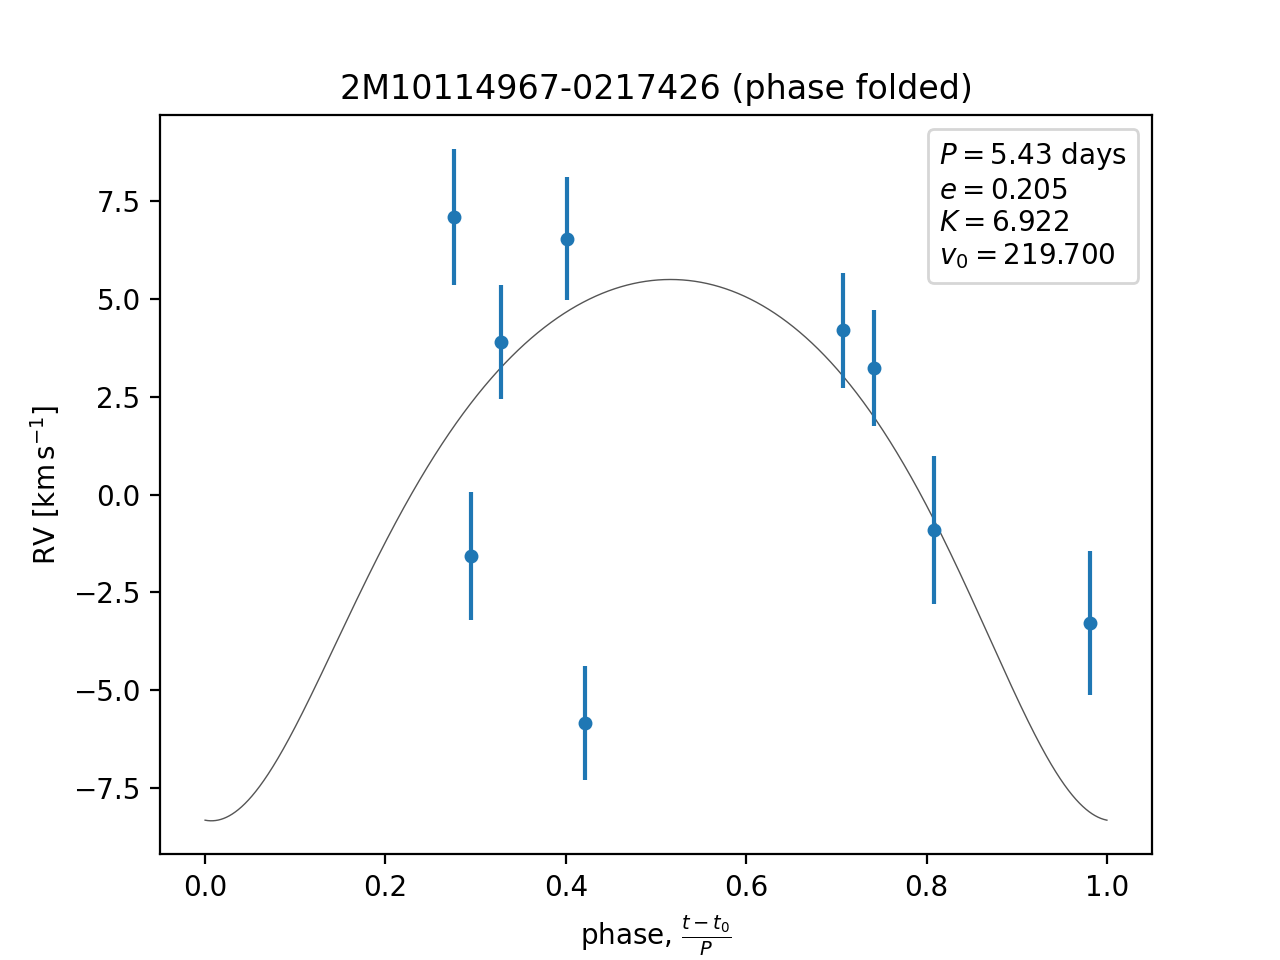 2M10114967-0217426 (phase folded)
P = 5.43 days
e = 0.205
K = 6.922
v₀ = 219.700
RV [km s⁻¹]
7.5
5.0
2.5
0.0
−2.5
−5.0
−7.5
0.0 0.2 0.4 0.6 0.8 1.0
phase, (t − t₀)/P